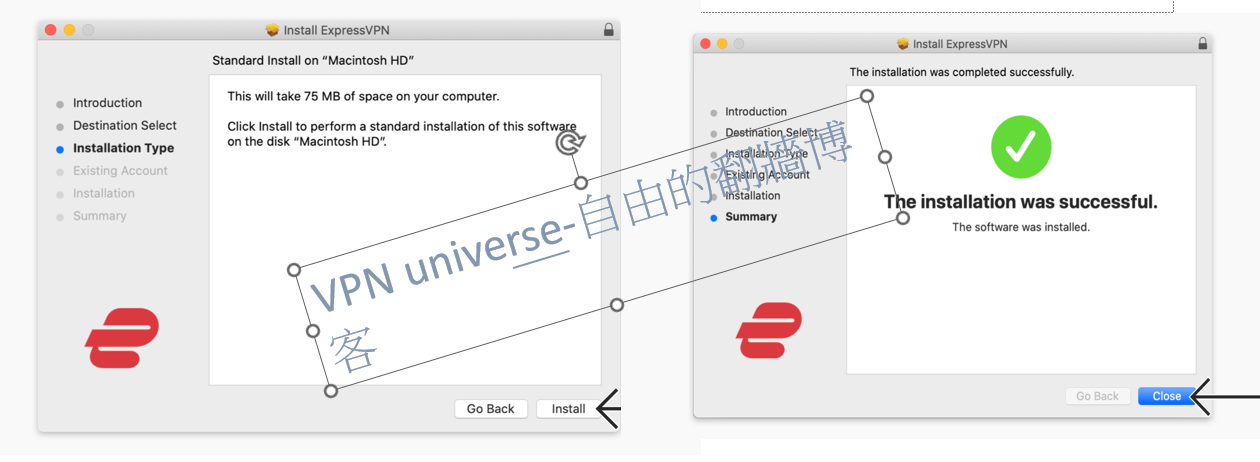 Install ExpressVPN
Standard Install on “Macintosh HD”
Introduction
Destination Select
Installation Type
Existing Account
Installation
Summary
This will take 75 MB of space on your computer.
Click Install to perform a standard installation of this software
on the disk “Macintosh HD”.
Go Back
Install
VPN universe-自由的翻墙博
客
Install ExpressVPN
The installation was completed successfully.
Introduction
Destination Select
Installation Type
Existing Account
Installation
Summary
The installation was successful.
The software was installed.
Go Back
Close